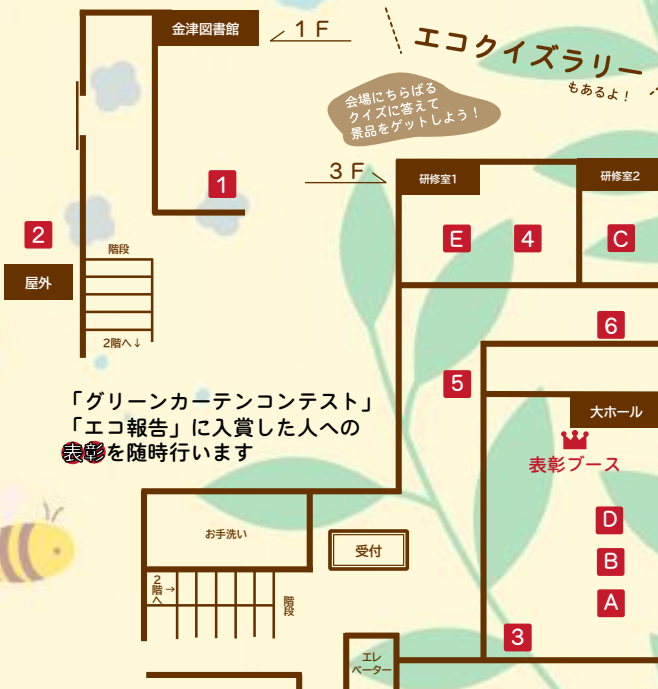 金津図書館
1F
エコクイズラリー
もあるよ！
会場にちらばる
クイズに答えて
景品をゲットしよう！
3F
研修室1
研修室2
1
2
屋外
E
4
C
階段
2階へ↓
6
5
「グリーンカーテンコンテスト」
「エコ報告」に入賞した人への
表彰を随時行います
大ホール
表彰ブース
お手洗い
受付
D
B
A
2階へ→
階段
3
エレ
ベーター